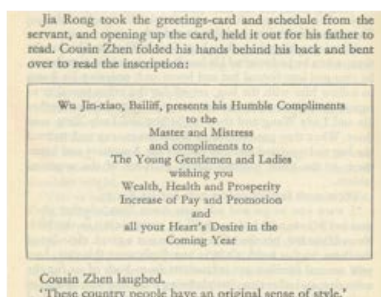 Jia Rong took the greetings-card and schedule from the
servant, and opening up the card, held it out for his father to
read. Cousin Zhen folded his hands behind his back and bent
over to read the inscription:
Wu Jin-xiao, Bailiff, presents his Humble Compliments
to the
Master and Mistress
and compliments to
The Young Gentlemen and Ladies
wishing you
Wealth, Health and Prosperity
Increase of Pay and Promotion
and
all your Heart's Desire in the
Coming Year
Cousin Zhen laughed.
'These country people have an original sense of style.'